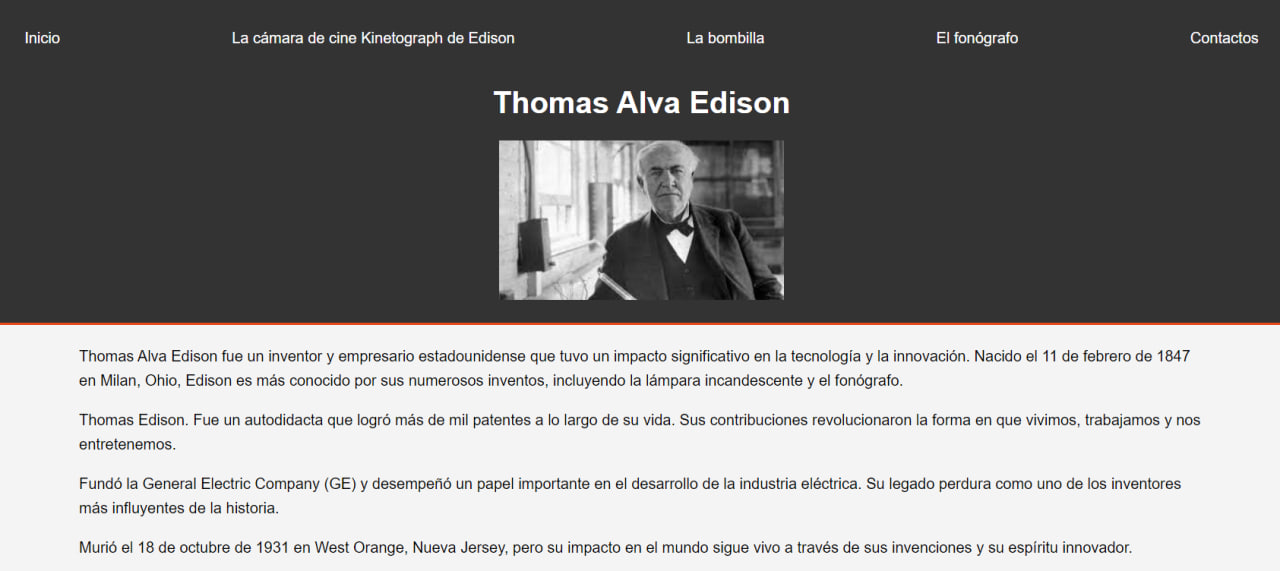 Inicio
La cámara de cine Kinetograph de Edison
La bombilla
El fonógrafo
Contactos
Thomas Alva Edison
Thomas Alva Edison fue un inventor y empresario estadounidense que tuvo un impacto significativo en la tecnología y la innovación. Nacido el 11 de febrero de 1847
en Milan, Ohio, Edison es más conocido por sus numerosos inventos, incluyendo la lámpara incandescente y el fonógrafo.
Thomas Edison. Fue un autodidacta que logró más de mil patentes a lo largo de su vida. Sus contribuciones revolucionaron la forma en que vivimos, trabajamos y nos
entretenemos.
Fundó la General Electric Company (GE) y desempeñó un papel importante en el desarrollo de la industria eléctrica. Su legado perdura como uno de los inventores
más influyentes de la historia.
Murió el 18 de octubre de 1931 en West Orange, Nueva Jersey, pero su impacto en el mundo sigue vivo a través de sus invenciones y su espíritu innovador.